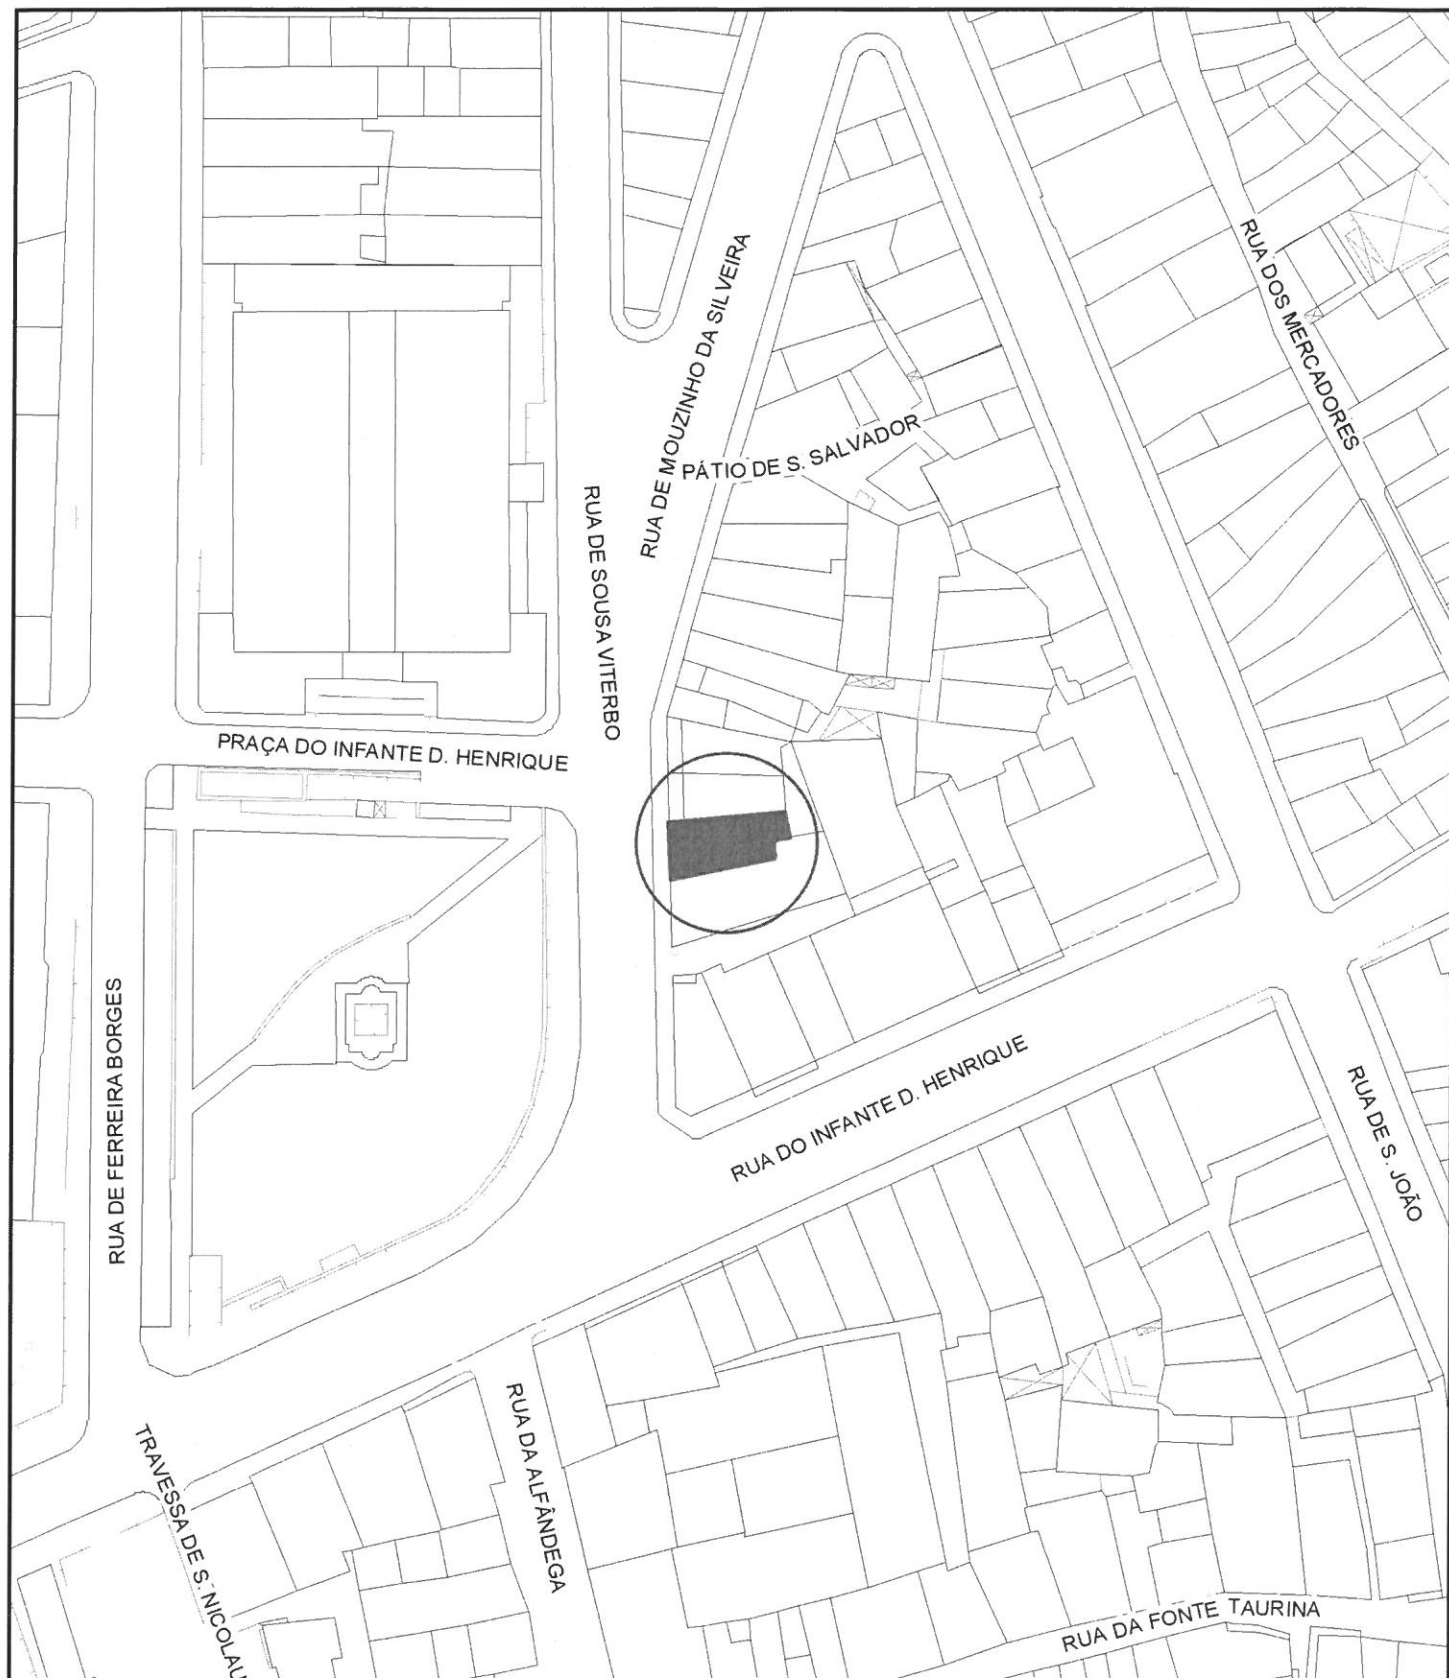 RUA DE MOUZINHO DA SILVEIRA
RUA DOS MERCADORES
PÁTIO DE S. SALVADOR
RUA DE SOUSA VITERBO
PRAÇA DO INFANTE D. HENRIQUE
RUA DE FERREIRA BORGES
RUA DO INFANTE D. HENRIQUE
RUA DE S. JOÃO
RUA DA ALFÂNDEGA
TRAVESSA DE S. NICOLAU
RUA DA FONTE TAURINA